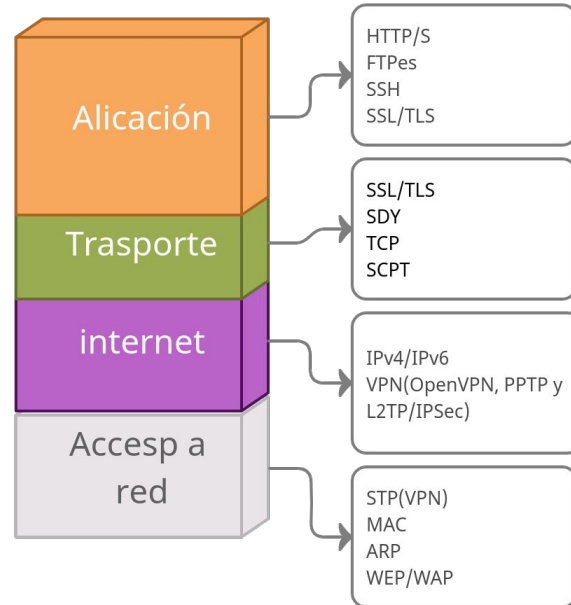 Alicación
HTTP/S
FTPes
SSH
SSL/TLS
Trasporte
SSL/TLS
SDY
TCP
SCPT
internet
IPv4/IPv6
VPN(OpenVPN, PPTP y
L2TP/IPSec)
Accesp a
red
STP(VPN)
MAC
ARP
WEP/WAP